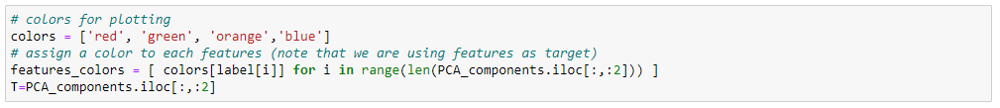 # colors for plotting
colors = ['red', 'green', 'orange','blue']
# assign a color to each features (note that we are using features as target)
features_colors = [ colors[label[i]] for i in range(len(PCA_components.iloc[:,:2])) ]
T=PCA_components.iloc[:,:2]